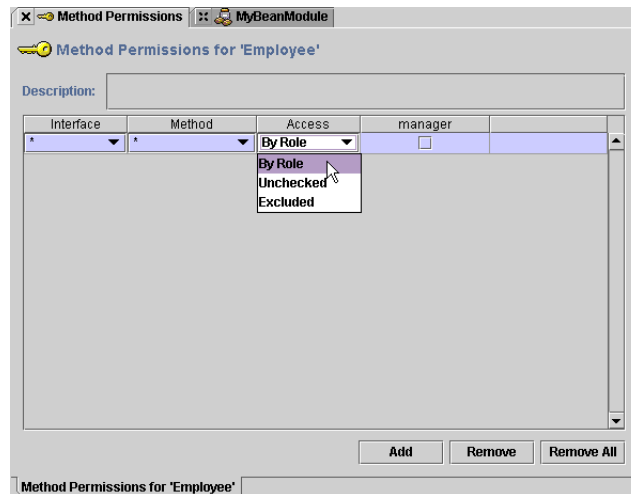 Method Permissions MyBeanModule
Method Permissions for 'Employee'
Description:
Interface Method Access manager
* * By Role
By Role
Unchecked
Excluded
Add Remove Remove All
Method Permissions for 'Employee'